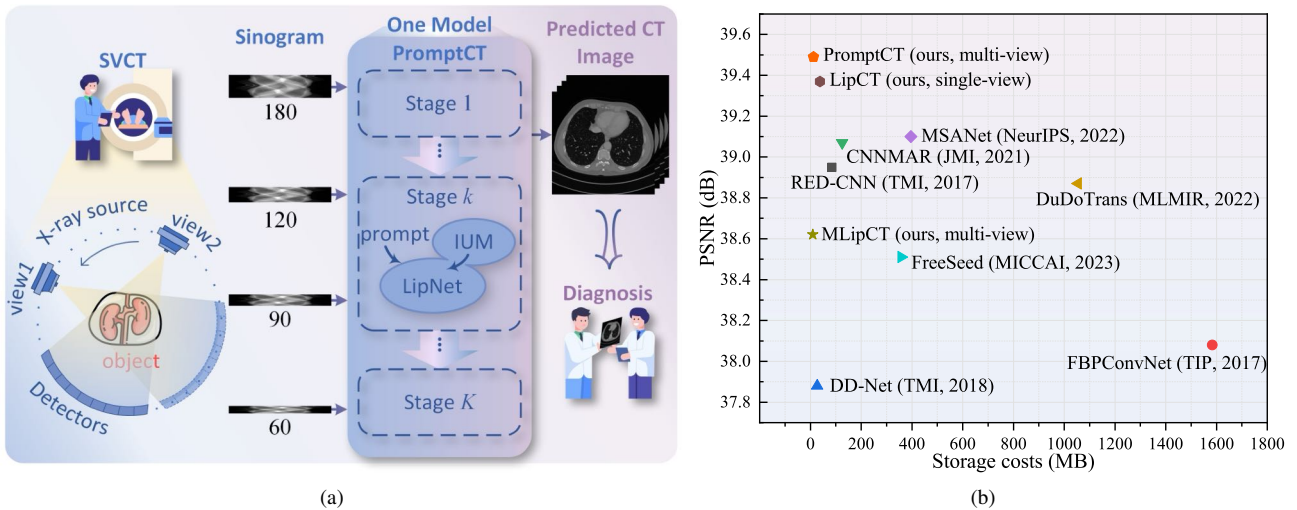 SVCT
X-ray source
view1
view2
object
Detectors
Sinogram
180
120
90
60
One Model
PromptCT
Stage 1
Stage k
prompt
IUM
LipNet
Stage K
Predicted CT
Image
Diagnosis
(a)
PSNR (dB)
39.6
39.4
39.2
39.0
38.8
38.6
38.4
38.2
38.0
37.8
PromptCT (ours, multi-view)
LipCT (ours, single-view)
MSANet (NeurIPS, 2022)
CNNMAR (JMI, 2021)
RED-CNN (TMI, 2017)
DuDoTrans (MLMIR, 2022)
MLipCT (ours, multi-view)
FreeSeed (MICCAI, 2023)
FBPConvNet (TIP, 2017)
DD-Net (TMI, 2018)
0 200 400 600 800 1000 1200 1400 1600 1800
Storage costs (MB)
(b)